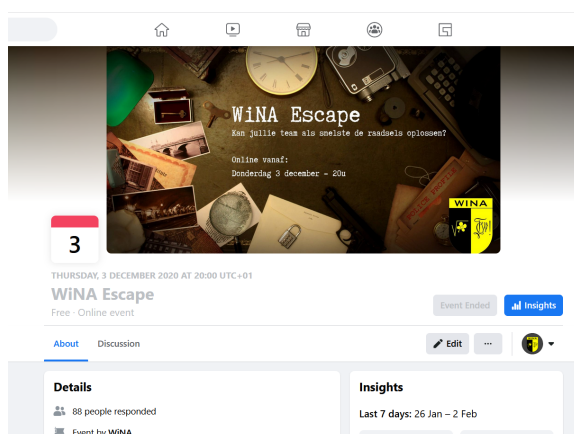 WiNA Escape
Kan jullie team als snelste de raadsels oplossen?
Online vanaf:
Donderdag 3 december - 20u
WINA
3
THURSDAY, 3 DECEMBER 2020 AT 20:00 UTC+01
WiNA Escape
Free · Online event
Event Ended
Insights
About
Discussion
Edit
Details
88 people responded
Event by WiNA
Insights
Last 7 days: 26 Jan – 2 Feb